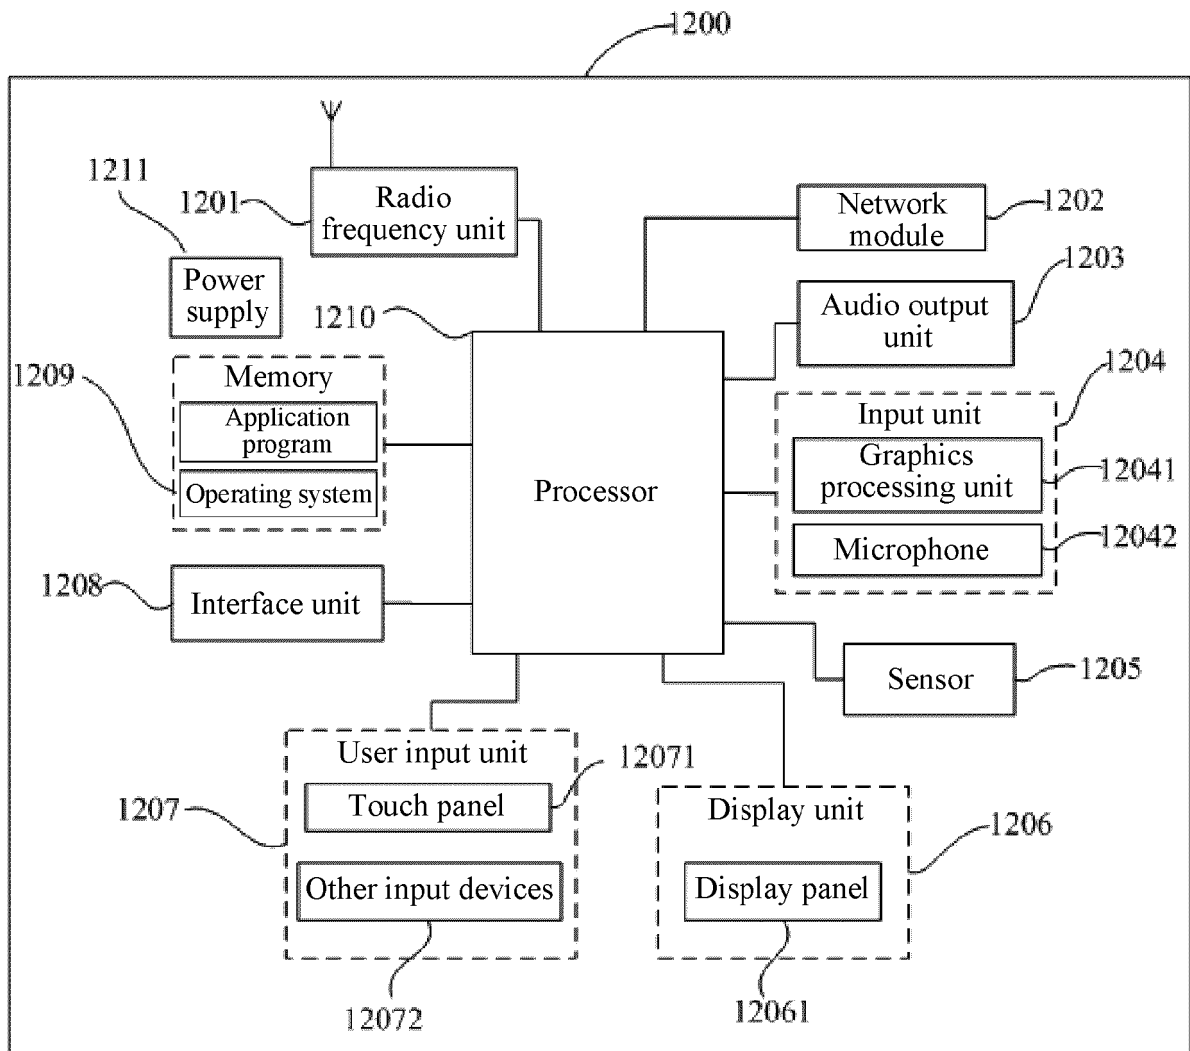 1200
1211
1201
Radio
frequency unit
Network
module
1202
Power
supply
1210
Audio output
unit
1203
1209
Memory
Application
program
Operating system
Processor
1204
Input unit
Graphics
processing unit
12041
Microphone
12042
1208
Interface unit
Sensor
1205
User input unit
12071
1207
Touch panel
Other input devices
12072
Display unit
1206
Display panel
12061